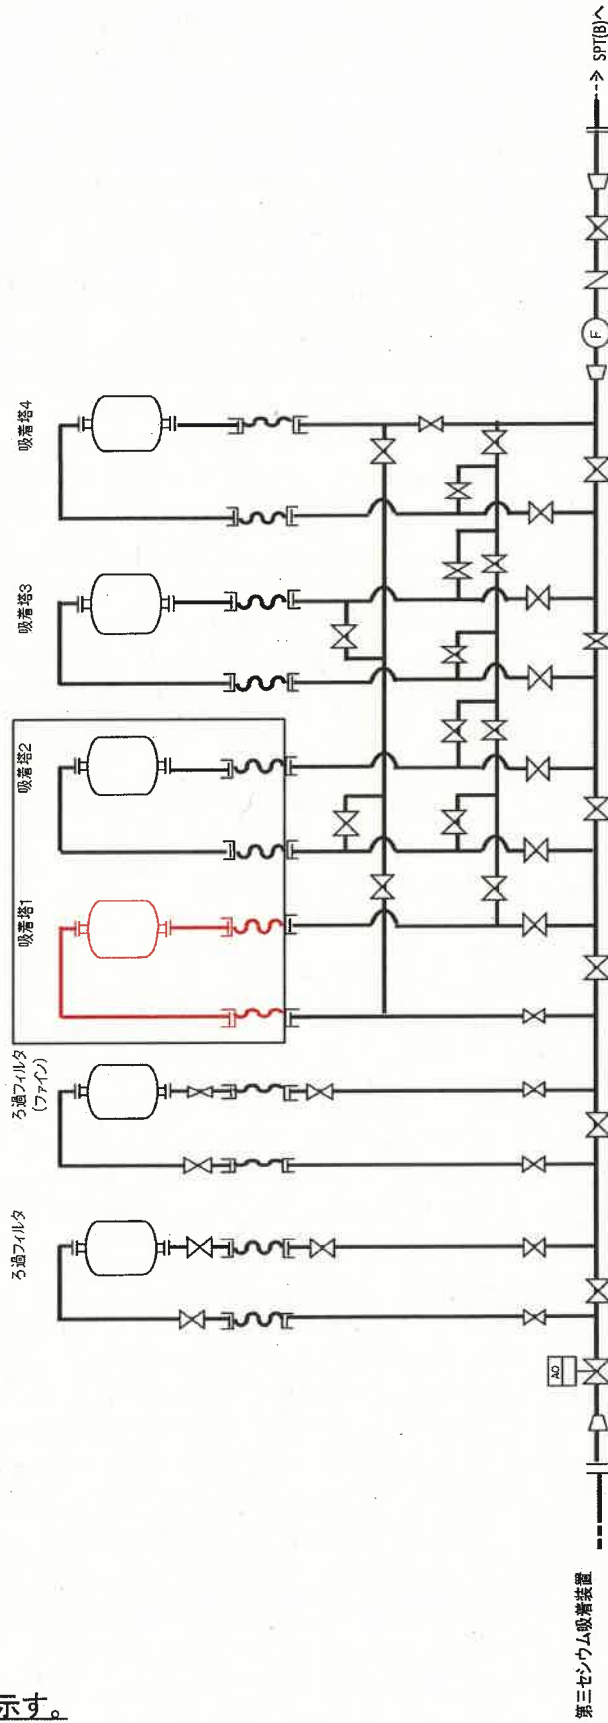 ろ過フィルタ
ろ過フィルタ
(ファイン)
吸着塔1
吸着塔2
吸着塔3
吸着塔4
AO
F
第三セシウム吸着装置
SPT(B)へ
示す。